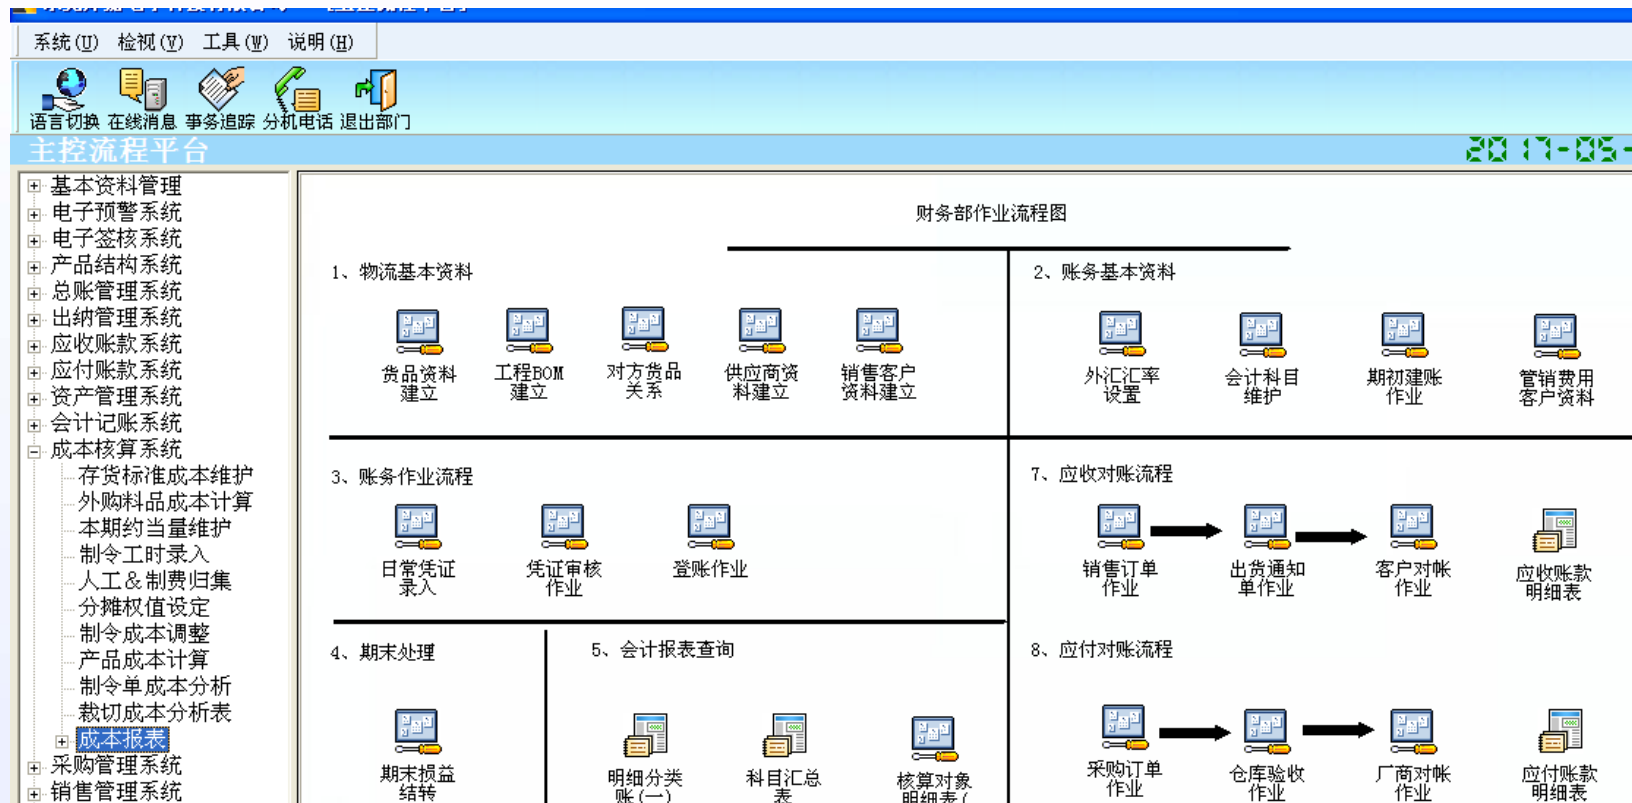 系统(U) 检视(V) 工具(W) 说明(H)
语言切换 在线消息 事务追踪 分机电话 退出部门
主控流程平台
2017-05-
基本资料管理
电子预警系统
电子签核系统
产品结构系统
总账管理系统
出纳管理系统
应收账款系统
应付账款系统
资产管理系统
会计记账系统
成本核算系统
存货标准成本维护
外购料品成本计算
本期约当量维护
制令工时录入
人工&制费归集
分摊权值设定
制令成本调整
产品成本计算
制令单成本分析
裁切成本分析表
成本报表
采购管理系统
销售管理系统
财务部作业流程图
1、物流基本资料
货品资料
建立
工程BOM
建立
对方货品
关系
供应商资
料建立
销售客户
资料建立
2、账务基本资料
外汇汇率
设置
会计科目
维护
期初建账
作业
管销费用
客户资料
3、账务作业流程
日常凭证
录入
凭证审核
作业
登账作业
7、应收对账流程
销售订单
作业
出货通知
单作业
客户对帐
作业
应收账款
明细表
4、期末处理
期末损益
结转
5、会计报表查询
明细分类
账(一)
科目汇总
表
核算对象
明细表(
8、应付对账流程
采购订单
作业
仓库验收
作业
厂商对帐
作业
应付账款
明细表